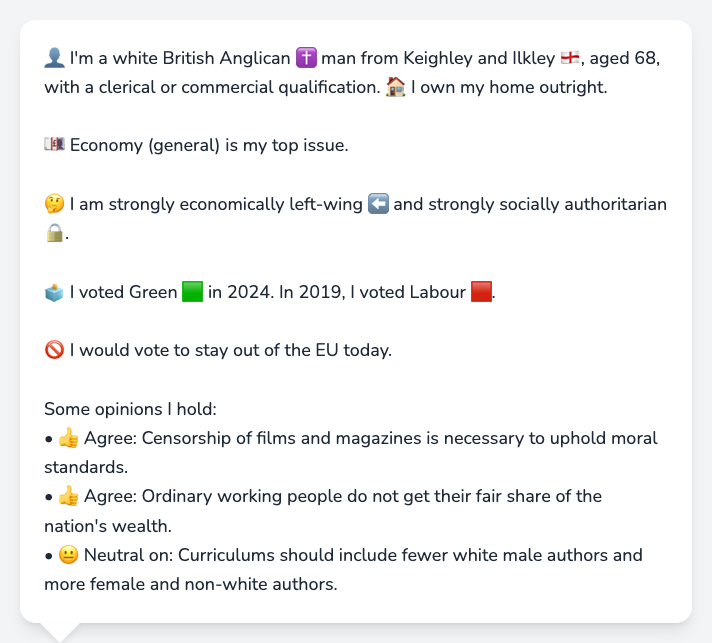 👤 I'm a white British Anglican ✝️ man from Keighley and Ilkley 🏴󠁧󠁢󠁥󠁮󠁧󠁿, aged 68,
with a clerical or commercial qualification. 🏠 I own my home outright.
💷 Economy (general) is my top issue.
🤔 I am strongly economically left-wing ⬅️ and strongly socially authoritarian
🔒.
🗳️ I voted Green 🟩 in 2024. In 2019, I voted Labour 🟥.
🚫 I would vote to stay out of the EU today.
Some opinions I hold:
• 👍 Agree: Censorship of films and magazines is necessary to uphold moral
standards.
• 👍 Agree: Ordinary working people do not get their fair share of the
nation's wealth.
• 😐 Neutral on: Curriculums should include fewer white male authors and
more female and non-white authors.